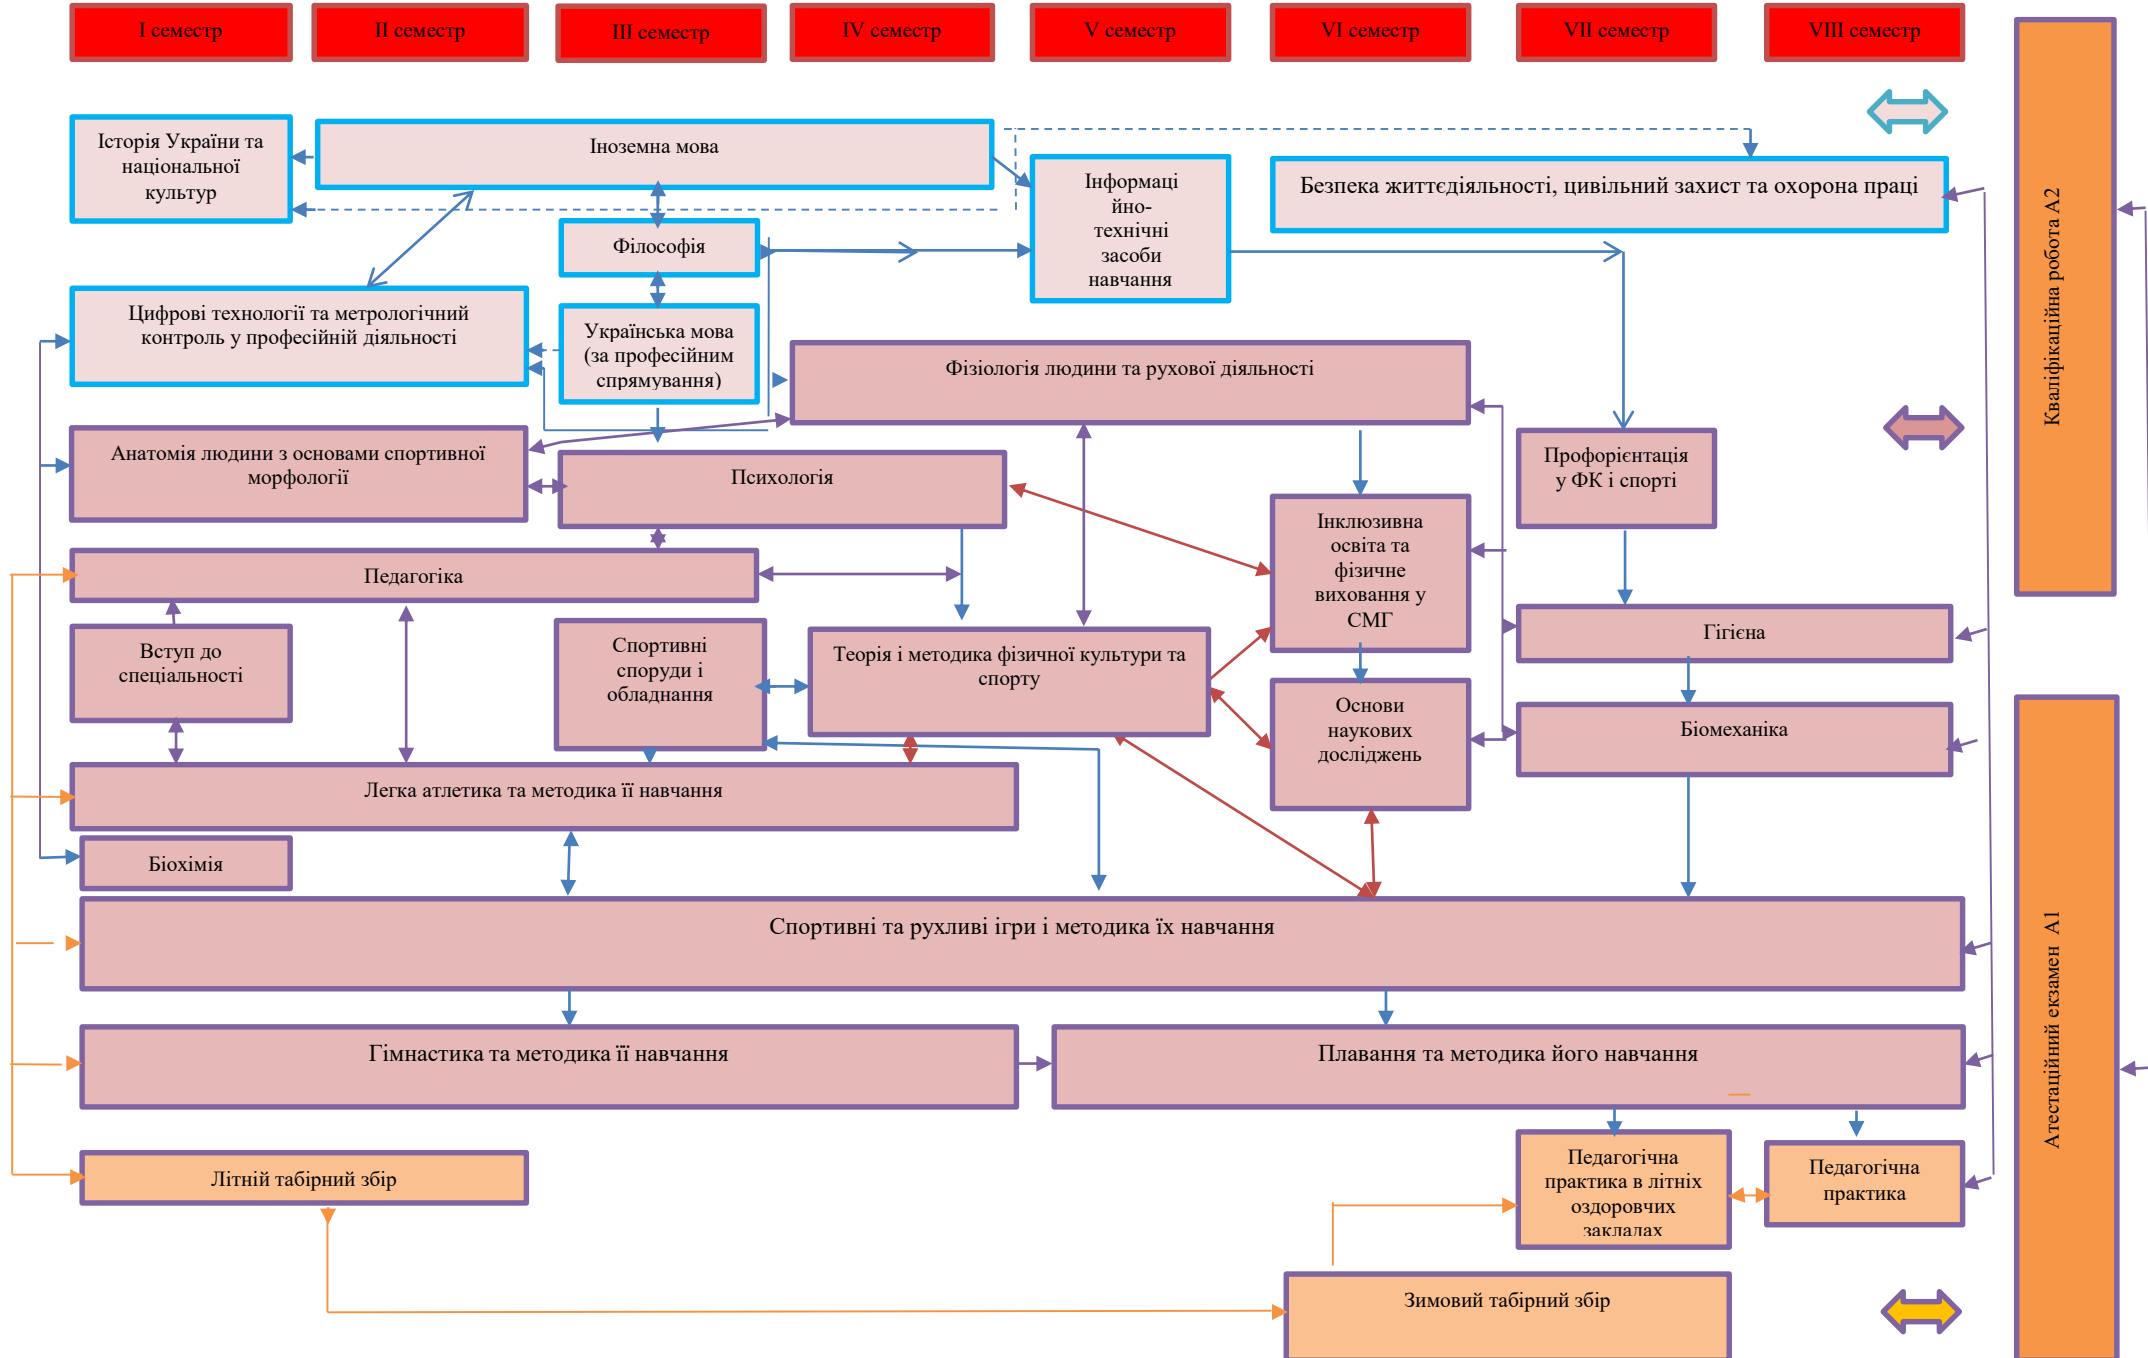 I семестр
II семестр
III семестр
IV семестр
V семестр
VI семестр
VII семестр
VIII семестр
Історія України та
національної
культур
Іноземна мова
Інформаці
йно-
технічні
засоби
навчання
Безпека життєдіяльності, цивільний захист та охорона праці
Кваліфікаційна робота А2
Філософія
Цифрові технології та метрологічний
контроль у професійній діяльності
Українська мова
(за професійним
спрямування)
Фізіологія людини та рухової діяльності
Анатомія людини з основами спортивної
морфології
Психологія
Інклюзивна
освіта та
фізичне
виховання у
СМГ
Профорієнтація
у ФК і спорті
Педагогіка
Вступ до
спеціальності
Спортивні
споруди і
обладнання
Теорія і методика фізичної культури та
спорту
Гігієна
Основи
наукових
досліджень
Біомеханіка
Легка атлетика та методика її навчання
Біохімія
Спортивні та рухливі ігри і методика їх навчання
Атестаційний екзамен А1
Гімнастика та методика її навчання
Плавання та методика його навчання
Літній табірний збір
Педагогічна
практика в літніх
оздоровчих
закладах
Педагогічна
практика
Зимовий табірний збір